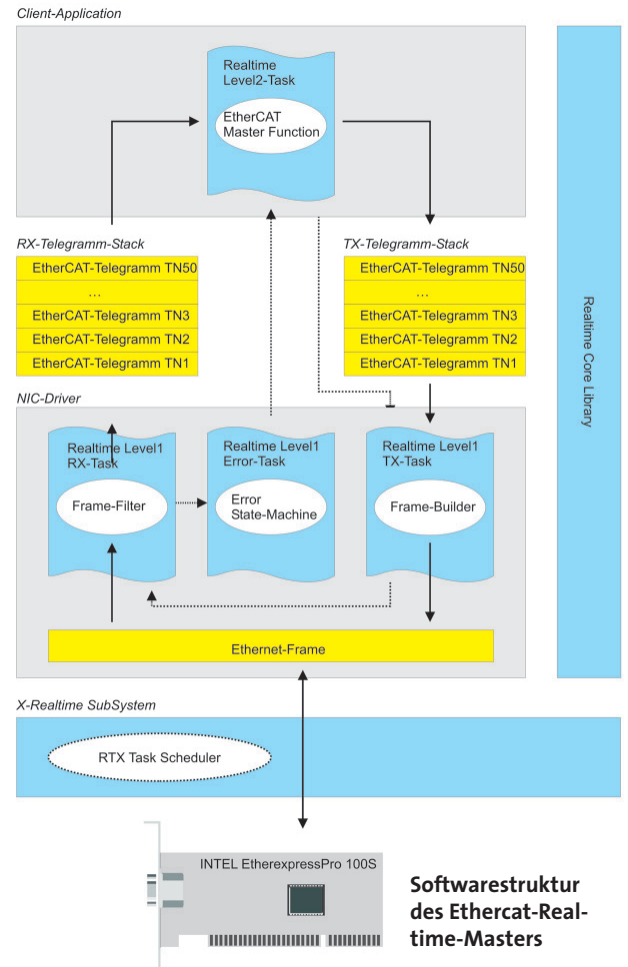 Client-Application
Realtime
Level2-Task
EtherCAT
Master Function
RX-Telegramm-Stack
EtherCAT-Telegramm TN50
...
EtherCAT-Telegramm TN3
EtherCAT-Telegramm TN2
EtherCAT-Telegramm TN1
TX-Telegramm-Stack
EtherCAT-Telegramm TN50
...
EtherCAT-Telegramm TN3
EtherCAT-Telegramm TN2
EtherCAT-Telegramm TN1
Realtime Core Library
NIC-Driver
Realtime Level1
RX-Task
Frame-Filter
Realtime Level1
Error-Task
Error
State-Machine
Realtime Level1
TX-Task
Frame-Builder
Ethernet-Frame
X-Realtime SubSystem
RTX Task Scheduler
INTEL EtherexpressPro 100S
Softwarestruktur
des Ethercat-Real-
time-Masters